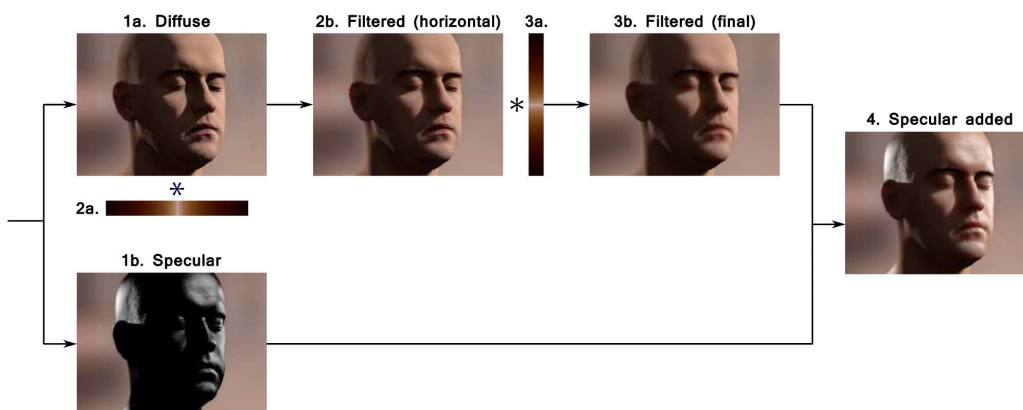 1a. Diffuse
2b. Filtered (horizontal)
3a.
3b. Filtered (final)
*
4. Specular added
*
2a.
1b. Specular